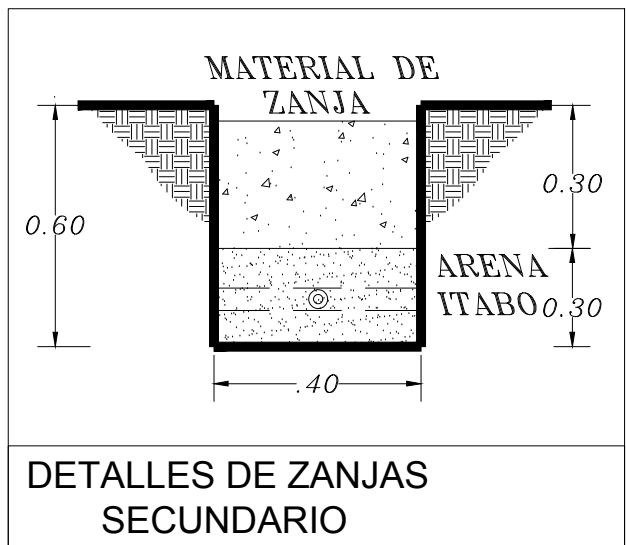 MATERIAL DE
ZANJA
0.60
0.30
ARENA
ITABO
0.30
.40
DETALLES DE ZANJAS
SECUNDARIO